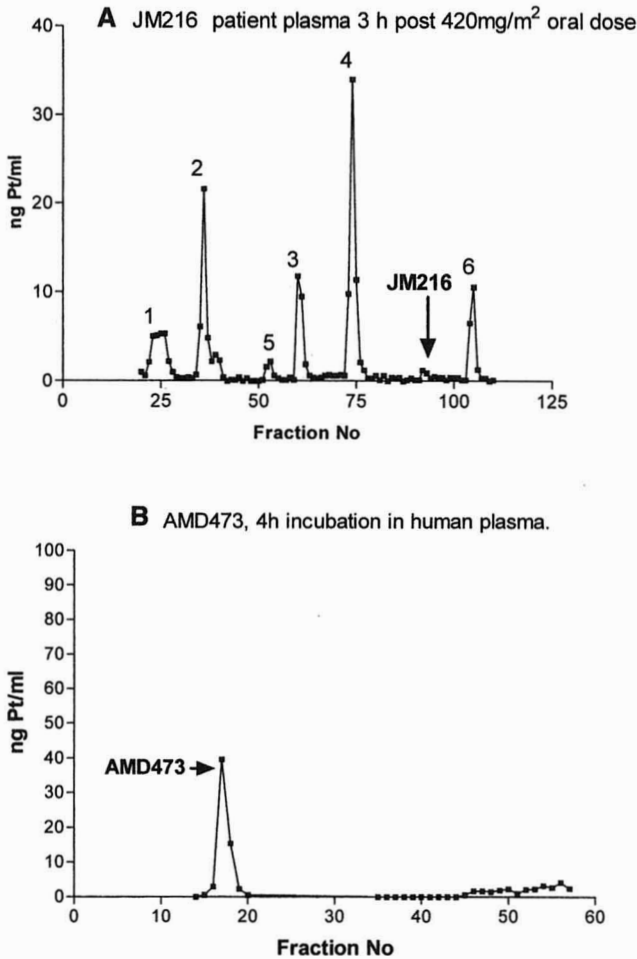 A JM216 patient plasma 3 h post 420mg/m² oral dose
40
30
20
10
0
ng Pt/ml
1
2
5
3
4
JM216
6
0 25 50 75 100 125
Fraction No
B AMD473, 4h incubation in human plasma.
100
90
80
70
60
50
40
30
20
10
0
ng Pt/ml
AMD473
0 10 20 30 40 50 60
Fraction No